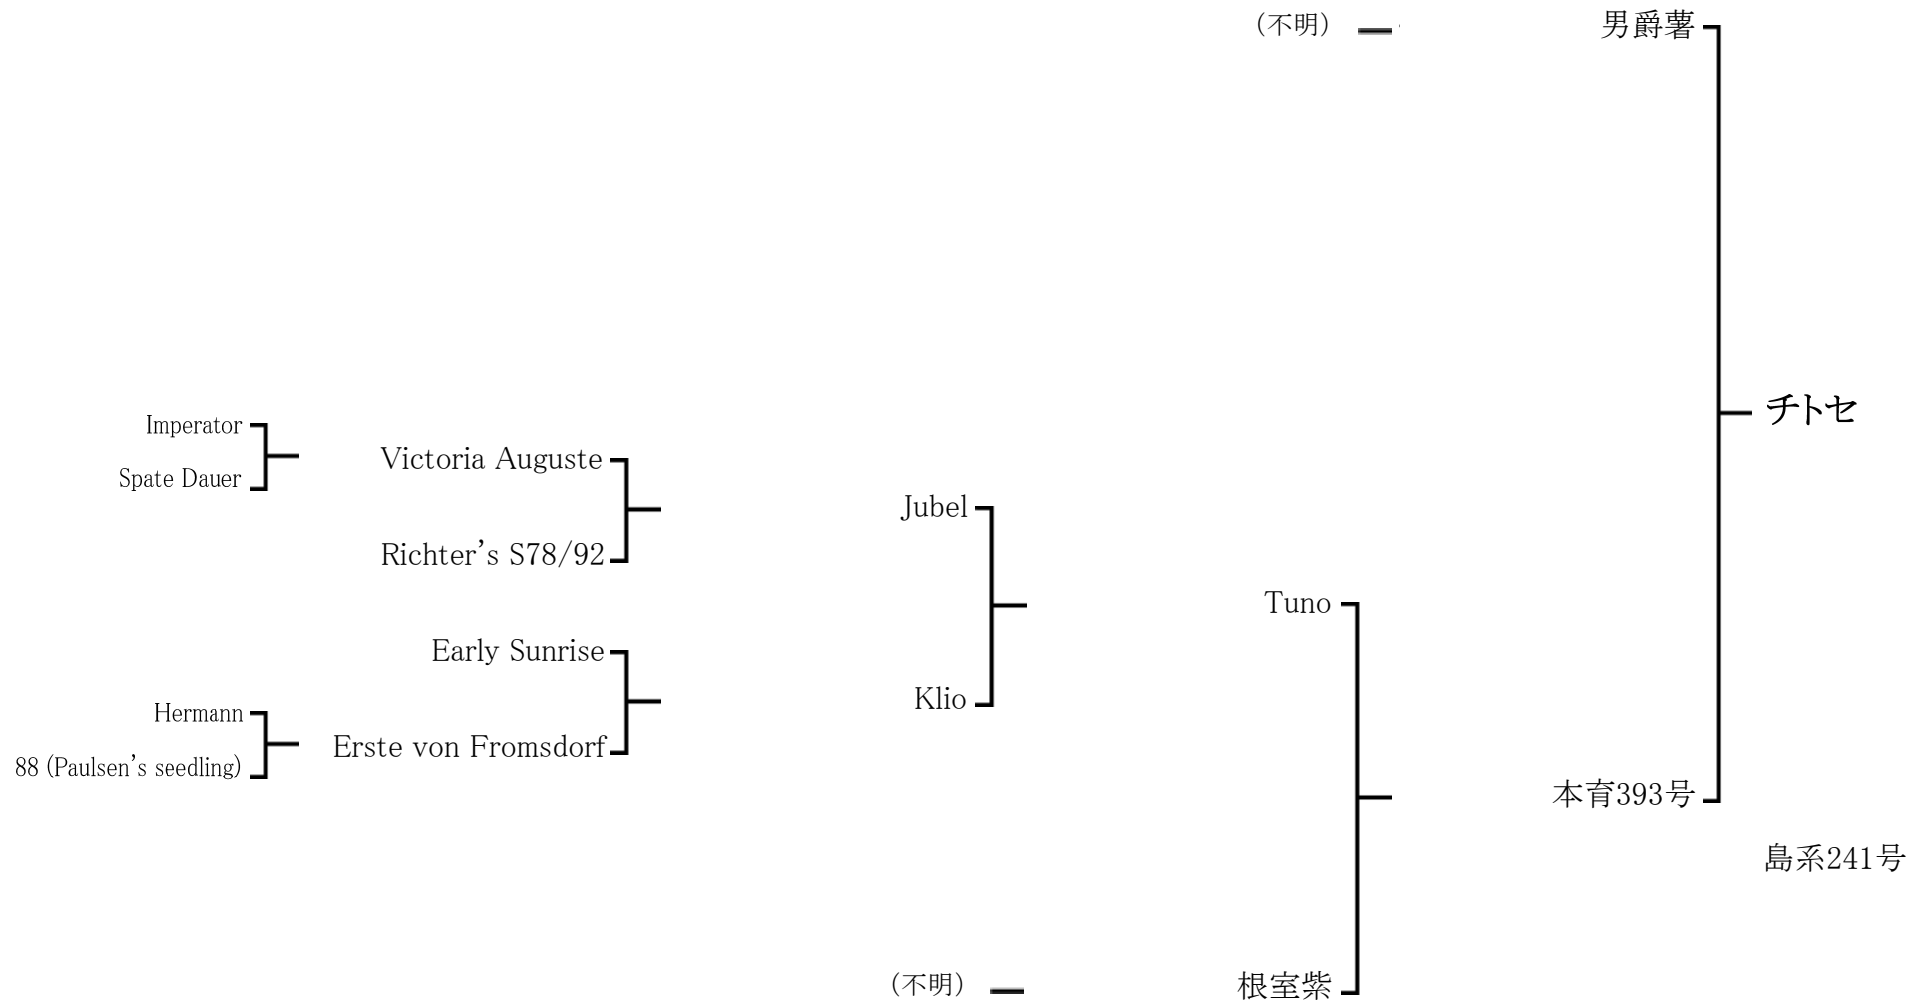 （不明）
男爵薯
チトセ
Imperator
Spate Dauer
Victoria Auguste
Jubel
Richter's S78/92
Tuno
Early Sunrise
Klio
Hermann
Erste von Fromsdorf
88 (Paulsen's seedling)
本育393号
島系241号
（不明）
根室紫